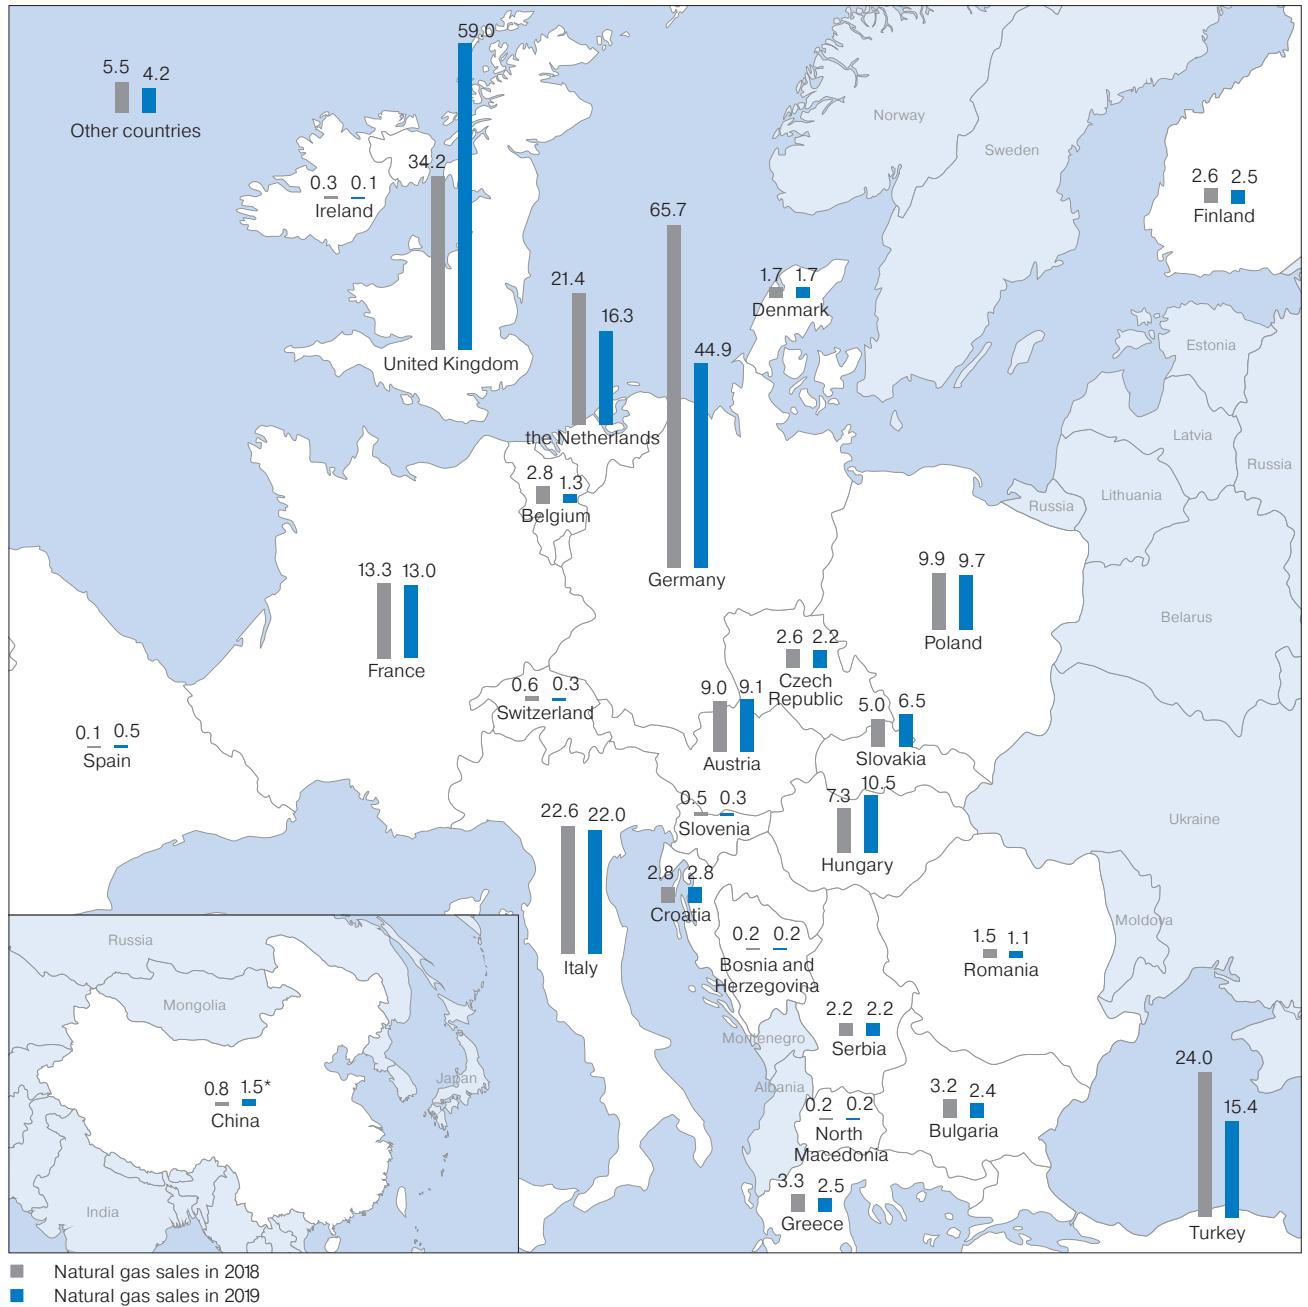 59.0
5.5 4.2
Other countries
Norway
Sweden
34.2
0.3 0.1
Ireland
2.6 2.5
Finland
65.7
21.4
1.7 1.7
Denmark
16.3
44.9
Estonia
United Kingdom
the Netherlands
Latvia
Russia
2.8 1.3
Belgium
Lithuania
Russia
13.3 13.0
France
Germany
9.9 9.7
Poland
Belarus
2.6 2.2
Czech
Republic
0.6 0.3
Switzerland
9.0 9.1
Austria
5.0 6.5
Slovakia
0.1 0.5
Spain
22.6 22.0
Italy
0.5 0.3
Slovenia
7.3 10.5
Hungary
Ukraine
2.8 2.8
Croatia
Moldova
0.2 0.2
Bosnia and
Herzegovina
1.5 1.1
Romania
Russia
Mongolia
2.2 2.2
Serbia
Montenegro
24.0
15.4
Turkey
Japan
0.8 1.5*
China
Albania
0.2 0.2
North
Macedonia
3.2 2.4
Bulgaria
India
3.3 2.5
Greece
Natural gas sales in 2018
Natural gas sales in 2019